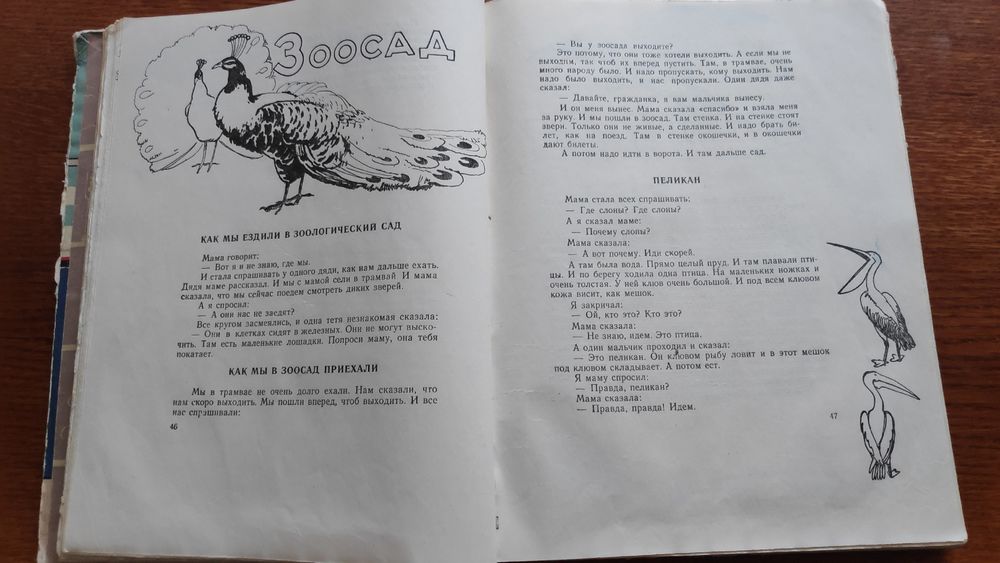 ЗООСАД
КАК МЫ ЕЗДИЛИ В ЗООЛОГИЧЕСКИЙ САД
Мама говорит:
— Вот я и не знаю, где мы.
И стала спрашивать у одного дяди, как нам дальше ехать.
Дядя маме рассказал. И мы с мамой сели в трамвай. И мама
сказала, что мы сейчас поедем смотреть диких зверей.
А я спросил:
— А они нас не заедят?
Все кругом засмеялись, и одна тетя незнакомая сказала:
— Они в клетках сидят в железных. Они не могут выско-
чить. Там есть маленькие лошадки. Попроси маму, она тебя
покатает.
КАК МЫ В ЗООСАД ПРИЕХАЛИ
Мы в трамвае не очень долго ехали. Нам сказали, что
нам скоро выходить. Мы пошли вперед, чтоб выходить. И все
нас спрашивали:
46
— Вы у зоосада выходите?
Это потому, что они тоже хотели выходить. А если мы не
выходим, так чтоб их вперед пустить. Там, в трамвае, очень
много народу было. И надо пропускать, кому выходить. Нам
надо было выходить, и нас пропускали. Один дядя даже
сказал:
— Давайте, гражданка, я вам мальчика вынесу.
И он меня вынес. Мама сказала «спасибо» и взяла меня
за руку. И мы пошли в зоосад. Там стенка. И на стенке стоят
звери. Только они не живые, а сделанные. И надо брать би-
лет, как на поезд. Там в стенке окошечки, и в окошечки
дают билеты.
А потом надо идти в ворота. И там дальше сад.
ПЕЛИКАН
Мама стала всех спрашивать:
— Где слоны? Где слоны?
А я сказал маме:
— Почему слоны?
Мама сказала:
— А вот почему. Иди скорей.
А там была вода. Прямо целый пруд. И там плавали пти-
цы. И по берегу ходила одна птица. На маленьких ножках и
очень толстая. У ней клюв очень большой. И под всем клювом
кожа висит, как мешок.
Я закричал:
— Ой, кто это? Кто это?
Мама сказала:
— Не знаю, идем. Это птица.
А один мальчик проходил и сказал:
— Это пеликан. Он клювом рыбу ловит и в этот мешок
под клювом складывает. А потом ест.
Я маму спросил:
— Правда, пеликан?
Мама сказала:
— Правда, правда! Идем.
47